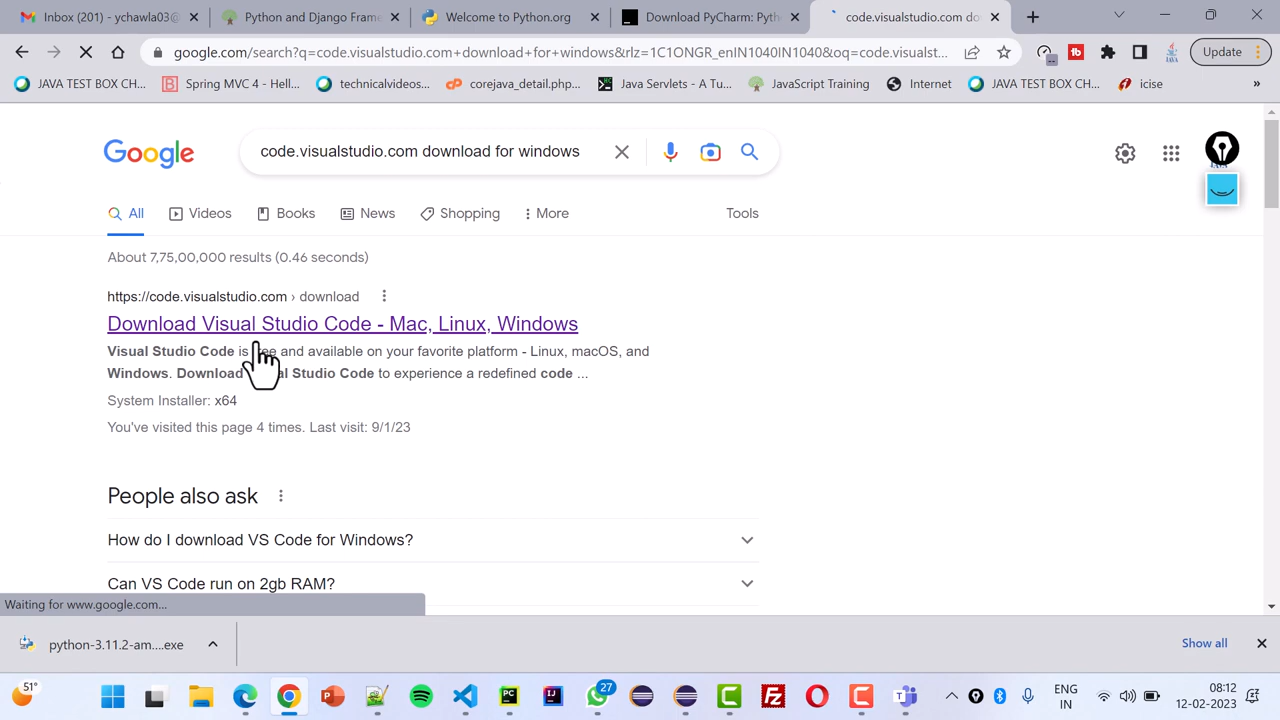 Inbox (201) - ychawla03@
Python and Django Frame
Welcome to Python.org
Download PyCharm: Pyth
code.visualstudio.com do
google.com/search?q=code.visualstudio.com+download+for+windows&rlz=1C1ONGR_enIN1040IN1040&oq=code.visualst...
Update
JAVA TEST BOX CH...
Spring MVC 4 - Hell...
technicalvideos...
corejava_detail.php...
Java Servlets - A Tu...
JavaScript Training
Internet
JAVA TEST BOX CH...
icise
»
Google
code.visualstudio.com download for windows
All
Videos
Books
News
Shopping
More
Tools
About 7,75,00,000 results (0.46 seconds)
https://code.visualstudio.com › download
Download Visual Studio Code - Mac, Linux, Windows
Visual Studio Code is free and available on your favorite platform - Linux, macOS, and
Windows. Download Visual Studio Code to experience a redefined code ...
System Installer: x64
You've visited this page 4 times. Last visit: 9/1/23
People also ask
How do I download VS Code for Windows?
Can VS Code run on 2gb RAM?
Waiting for www.google.com...
python-3.11.2-am....exe
Show all
51°
27
ENG
IN
08:12
12-02-2023